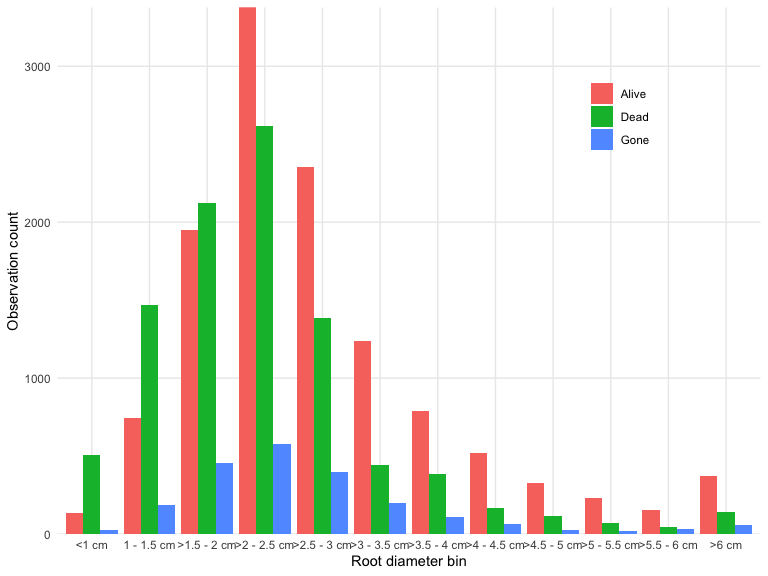 3000
2000
1000
0
Observation count
Alive
Dead
Gone
<1 cm 1 - 1.5 cm >1.5 - 2 cm >2 - 2.5 cm >2.5 - 3 cm >3 - 3.5 cm >3.5 - 4 cm >4 - 4.5 cm >4.5 - 5 cm >5 - 5.5 cm >5.5 - 6 cm >6 cm
Root diameter bin